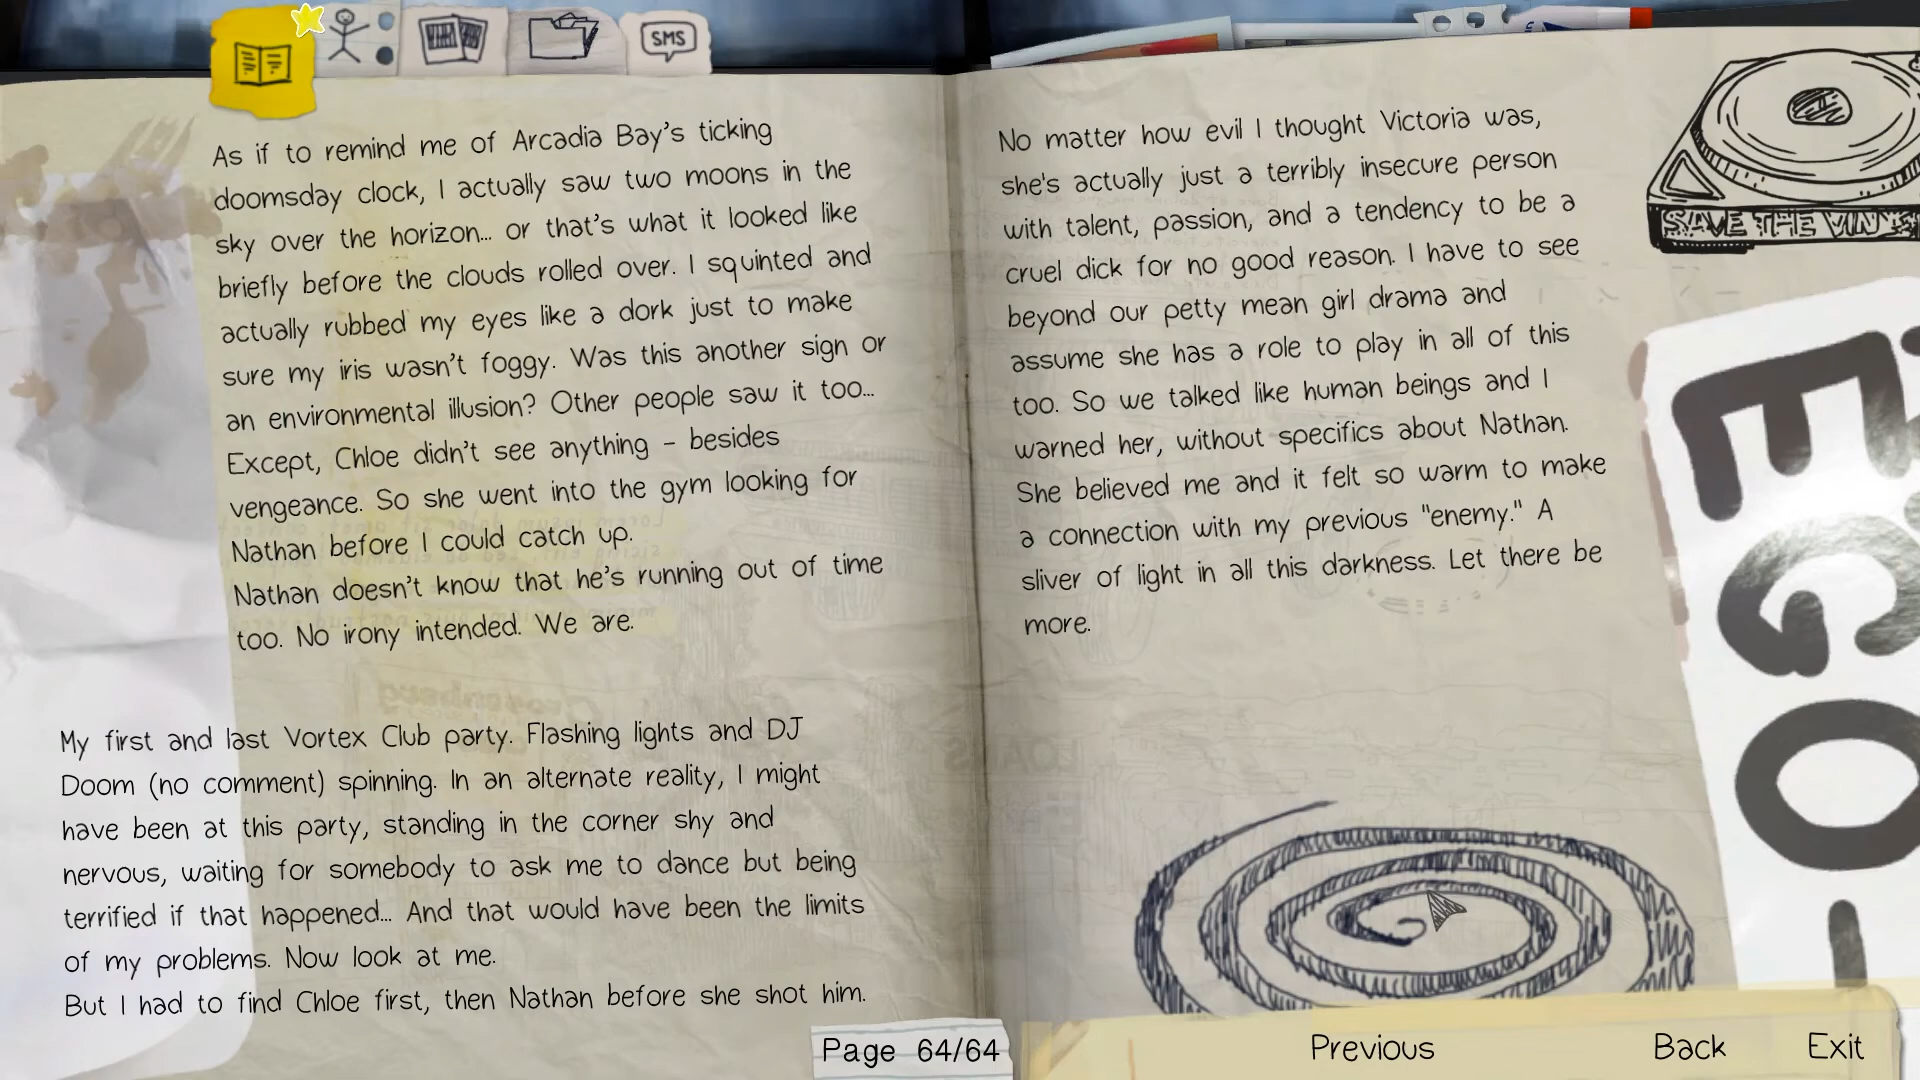 SMS
As if to remind me of Arcadia Bay's ticking
doomsday clock, I actually saw two moons in the
sky over the horizon... or that's what it looked like
briefly before the clouds rolled over. I squinted and
actually rubbed my eyes like a dork just to make
sure my iris wasn't foggy. Was this another sign or
an environmental illusion? Other people saw it too...
Except, Chloe didn't see anything – besides
vengeance. So she went into the gym looking for
Nathan before I could catch up.
Nathan doesn't know that he's running out of time
too. No irony intended. We are.
My first and last Vortex Club party. Flashing lights and DJ
Doom (no comment) spinning. In an alternate reality, I might
have been at this party, standing in the corner shy and
nervous, waiting for somebody to ask me to dance but being
terrified if that happened... And that would have been the limits
of my problems. Now look at me.
But I had to find Chloe first, then Nathan before she shot him.
No matter how evil I thought Victoria was,
she's actually just a terribly insecure person
with talent, passion, and a tendency to be a
cruel dick for no good reason. I have to see
beyond our petty mean girl drama and
assume she has a role to play in all of this
too. So we talked like human beings and I
warned her, without specifics about Nathan.
She believed me and it felt so warm to make
a connection with my previous "enemy." A
sliver of light in all this darkness. Let there be
more.
SAVE THE VINYL
EGO-
Page 64/64
Previous
Back
Exit